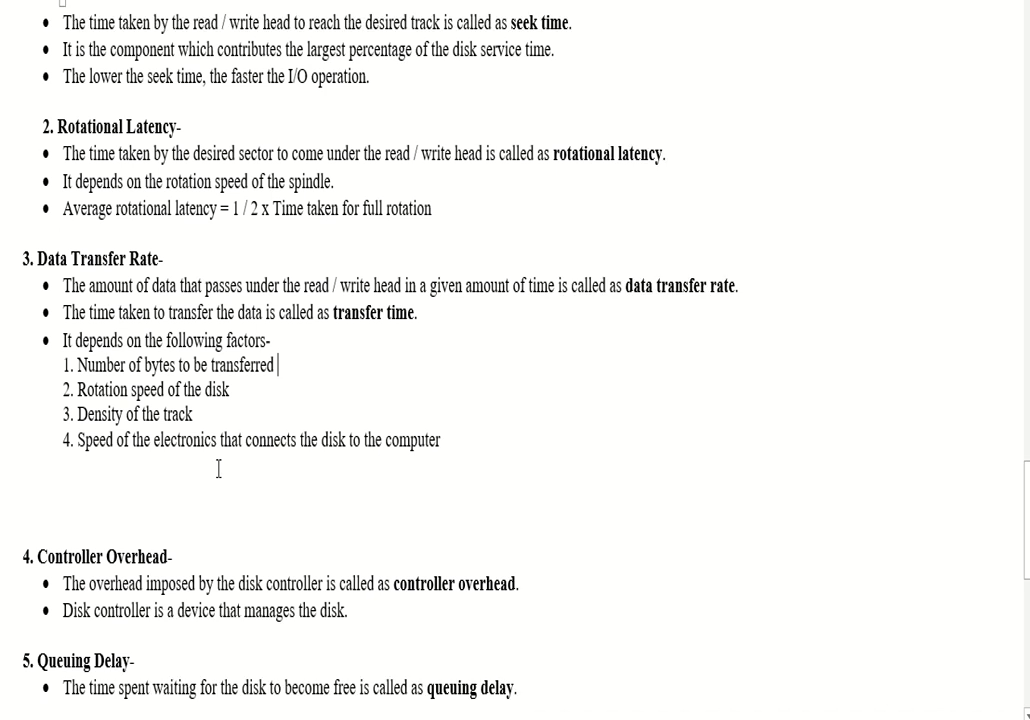 • The time taken by the read / write head to reach the desired track is called as seek time.
• It is the component which contributes the largest percentage of the disk service time.
• The lower the seek time, the faster the I/O operation.
2. Rotational Latency-
• The time taken by the desired sector to come under the read / write head is called as rotational latency.
• It depends on the rotation speed of the spindle.
• Average rotational latency = 1 / 2 x Time taken for full rotation
3. Data Transfer Rate-
• The amount of data that passes under the read / write head in a given amount of time is called as data transfer rate.
• The time taken to transfer the data is called as transfer time.
• It depends on the following factors-
1. Number of bytes to be transferred
2. Rotation speed of the disk
3. Density of the track
4. Speed of the electronics that connects the disk to the computer
4. Controller Overhead-
• The overhead imposed by the disk controller is called as controller overhead.
• Disk controller is a device that manages the disk.
5. Queuing Delay-
• The time spent waiting for the disk to become free is called as queuing delay.